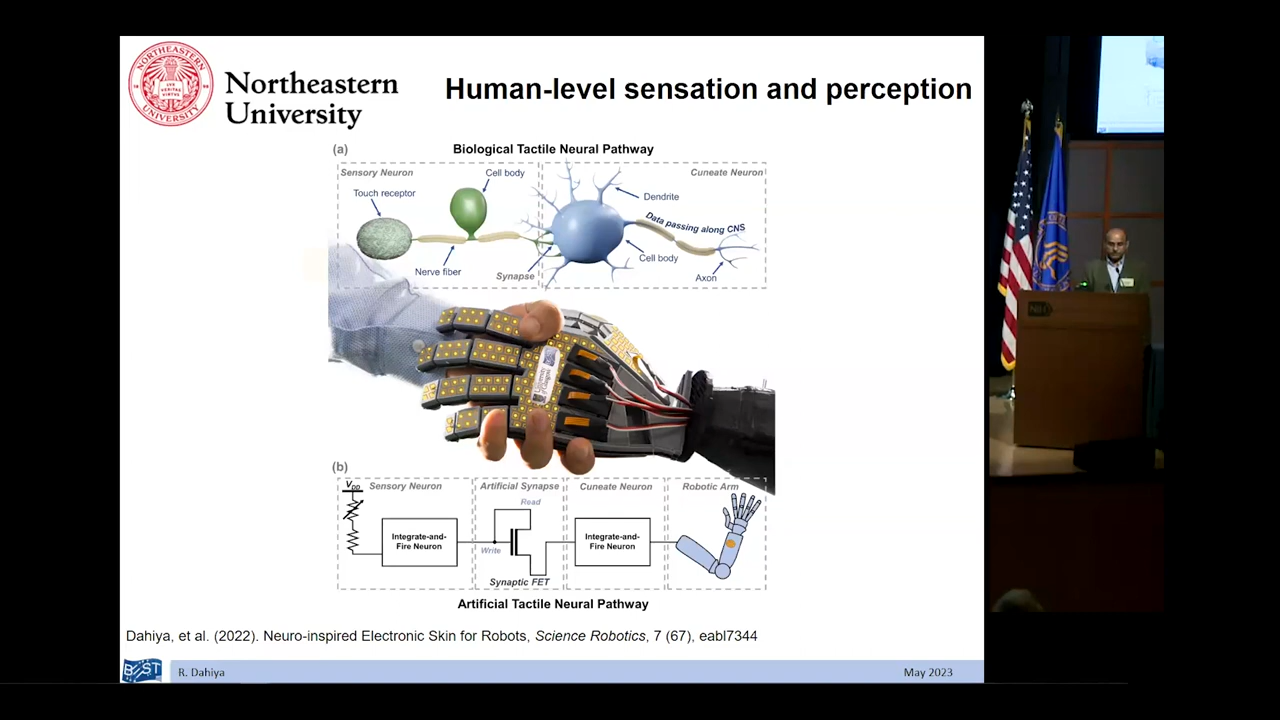 Northeastern
University
Human-level sensation and perception
(a)
Biological Tactile Neural Pathway
Sensory Neuron
Cell body
Cuneate Neuron
Touch receptor
Dendrite
Data passing along CNS
Nerve fiber
Synapse
Cell body
Axon
(b)
VDD
Sensory Neuron
Artificial Synapse
Cuneate Neuron
Robotic Arm
Read
Integrate-and-
Fire Neuron
Write
Integrate-and-
Fire Neuron
Synaptic FET
Artificial Tactile Neural Pathway
Dahiya, et al. (2022). Neuro-inspired Electronic Skin for Robots, Science Robotics, 7 (67), eabl7344
BEST
R. Dahiya
May 2023
NIH